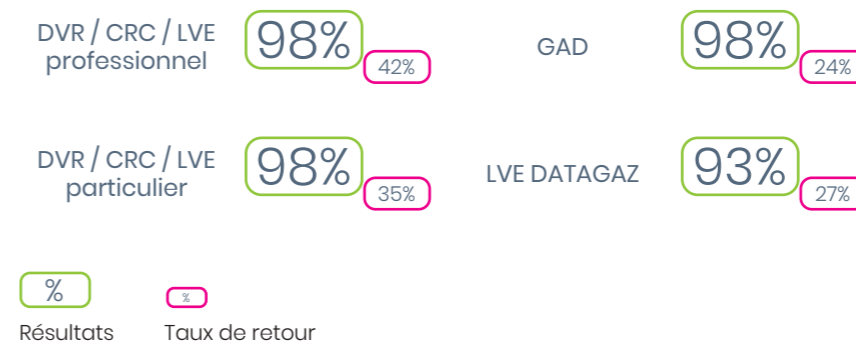 DVR / CRC / LVE
professionnel
98%
42%
GAD
98%
24%
DVR / CRC / LVE
particulier
98%
35%
LVE DATAGAZ
93%
27%
%
%
Résultats
Taux de retour